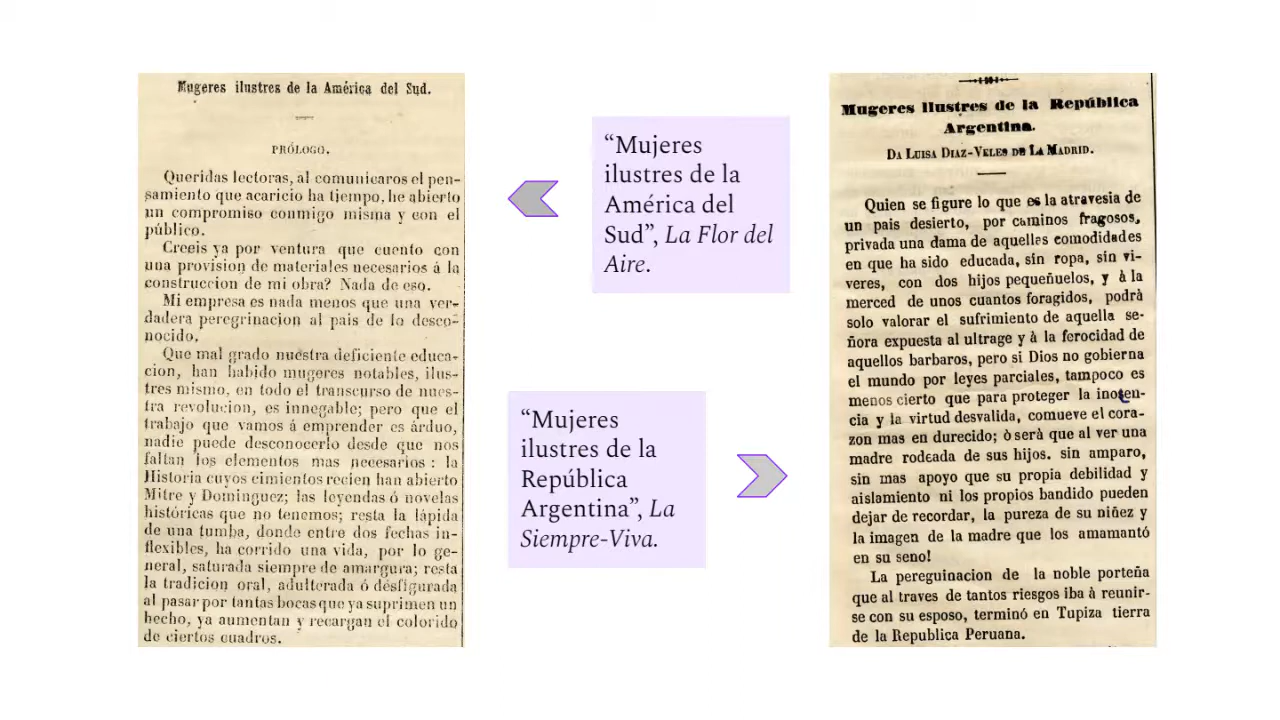 Mugeres ilustres de la América del Sud.
PRÓLOGO.
Queridas lectoras, al comunicaros el pen-
samiento que acaricio ha tiempo, he abierto
un compromiso conmigo misma y con el
público.
Creeis ya por ventura que cuento con
una provision de materiales necesarios á la
construccion de mi obra? Nada de eso.
Mi empresa es nada menos que una ver-
dadera peregrinacion al pais de lo desco-
nocido.
Que mal grado nuestra deficiente educa-
cion, han habido mugeres notables, ilus-
tres mismo, en todo el transcurso de nues-
tra revolucion, es innegable; pero que el
trabajo que vamos á emprender es árduo,
nadie puede desconocerlo desde que nos
faltan los elementos mas necesarios: la
Historia cuyos cimientos recien han abierto
Mitre y Dominguez; las leyendas ó novelas
históricas que no tenemos; resta la lápida
de una tumba, donde entre dos fechas in-
flexibles, ha corrido una vida, por lo ge-
neral, saturada siempre de amargura; resta
la tradicion oral, adulterada ó désfigurada
al pasar por tantas bocas que ya suprimen un
hecho, ya aumentan y recargan el colorido
de ciertos cuadros.
“Mujeres
ilustres de la
América del
Sud”, La Flor del
Aire.
“Mujeres
ilustres de la
República
Argentina”, La
Siempre-Viva.
Mugeres ilustres de la República
Argentina.
DA LUISA DIAZ-VELES DE LA MADRID.
Quien se figure lo que es la atravesia de
un pais desierto, por caminos fragosos,
privada una dama de aquelles comodidades
en que ha sido educada, sin ropa, sin vi-
veres, con dos hijos pequeñuelos, y á la
merced de unos cuantos foragidos, podrà
solo valorar el sufrimiento de aquella se-
ñora expuesta al ultrage y à la ferocidad de
aquellos barbaros, pero si Dios no gobierna
el mundo por leyes parciales, tampoco es
menos cierto que para proteger la inoten-
cia y la virtud desvalida, comueve el cora-
zon mas en durecido; ò serà que al ver una
madre rodeada de sus hijos. sin amparo,
sin mas apoyo que su propia debilidad y
aislamiento ni los propios bandido pueden
dejar de recordar, la pureza de su niñez y
la imagen de la madre que los amamantó
en su seno!
La pereguinacion de la noble porteña
que al traves de tantos riesgos iba à reunir-
se con su esposo, terminó en Tupiza tierra
de la Republica Peruana.